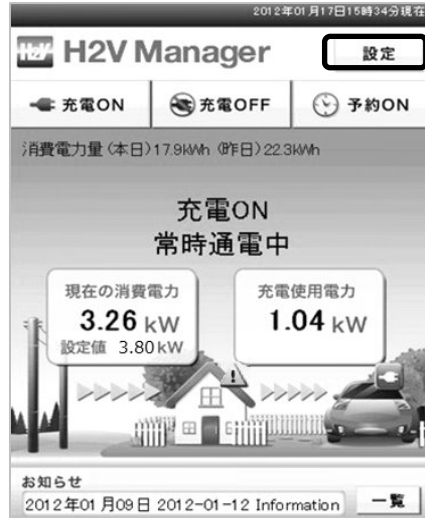 2012年01月17日15時34分現在
H2V H2V Manager 設定
充電ON 充電OFF 予約ON
消費電力量(本日)17.9kWh (昨日)22.3kWh
充電ON
常時通電中
現在の消費電力 充電使用電力
3.26 kW 1.04 kW
設定値 3.80kW
お知らせ
2012年01月09日 2012-01-12 Information 一覧